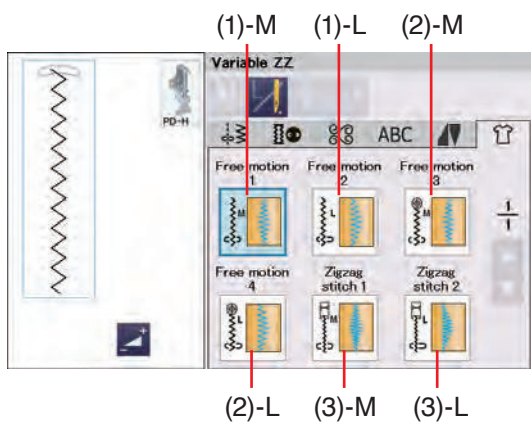 (1)-M (1)-L (2)-M
Variable ZZ
PD-H
ABC
Free motion 1
Free motion 2
Free motion 3
M
L
M
1
1
Free motion 4
Zigzag stitch 1
Zigzag stitch 2
L
M
L
(2)-L (3)-M (3)-L